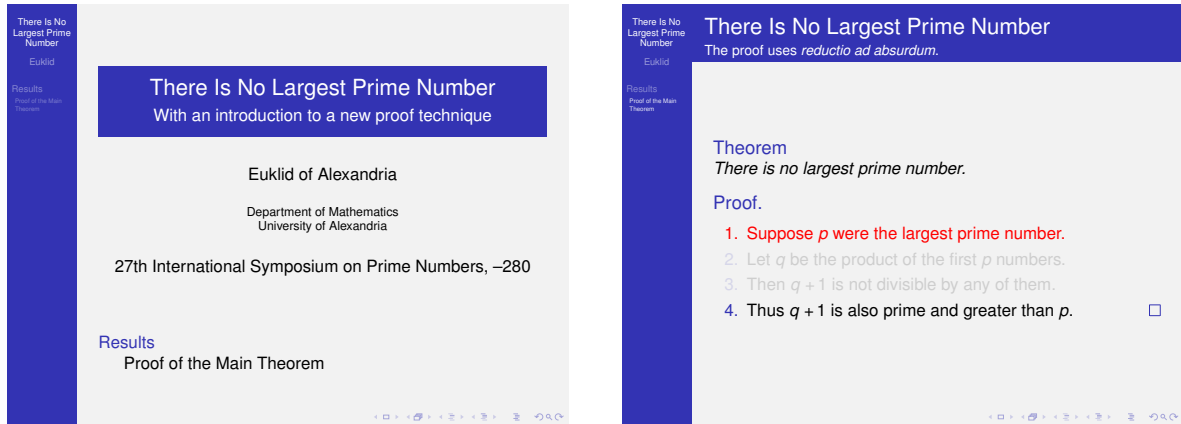 There Is No
Largest Prime
Number
Euklid
Results
Proof of the Main
Theorem
There Is No Largest Prime Number
With an introduction to a new proof technique
Euklid of Alexandria
Department of Mathematics
University of Alexandria
27th International Symposium on Prime Numbers, –280
Results
Proof of the Main Theorem
There Is No
Largest Prime
Number
Euklid
Results
Proof of the Main
Theorem
There Is No Largest Prime Number
The proof uses reductio ad absurdum.
Theorem
There is no largest prime number.
Proof.
1. Suppose p were the largest prime number.
2. Let q be the product of the first p numbers.
3. Then q + 1 is not divisible by any of them.
4. Thus q + 1 is also prime and greater than p. □